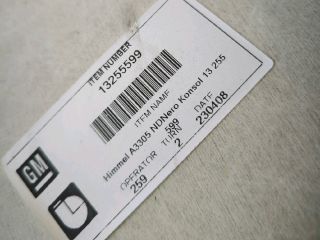 ITEM NUMBER
13255599
ITEM NAME
Himmel A3305 NDNero Konsol 13 255
599
OPERATOR TURN DATE
259 2 230408
GM